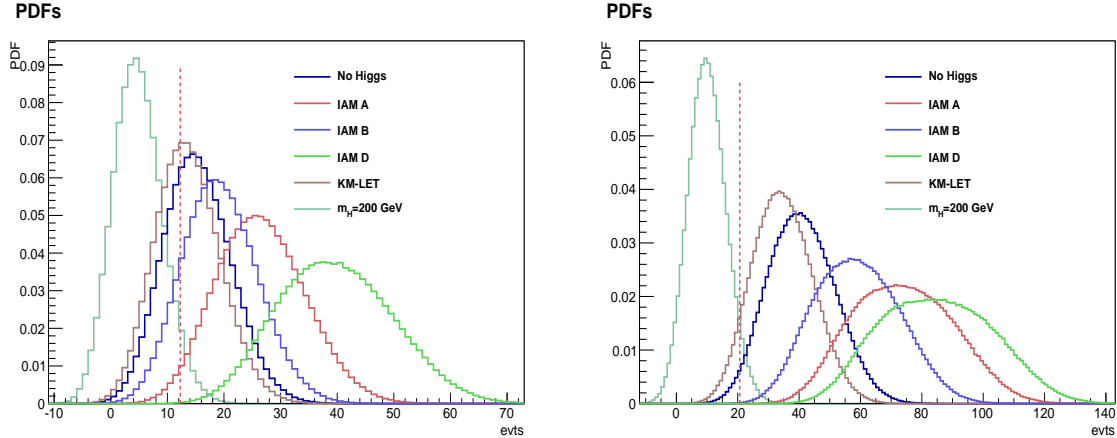 PDFs
PDF
0.09
0.08
0.07
0.06
0.05
0.04
0.03
0.02
0.01
0
-10 0 10 20 30 40 50 60 70
evts
No Higgs
IAM A
IAM B
IAM D
KM-LET
m_H=200 GeV
PDFs
PDF
0.06
0.05
0.04
0.03
0.02
0.01
0
0 20 40 60 80 100 120 140
evts
No Higgs
IAM A
IAM B
IAM D
KM-LET
m_H=200 GeV